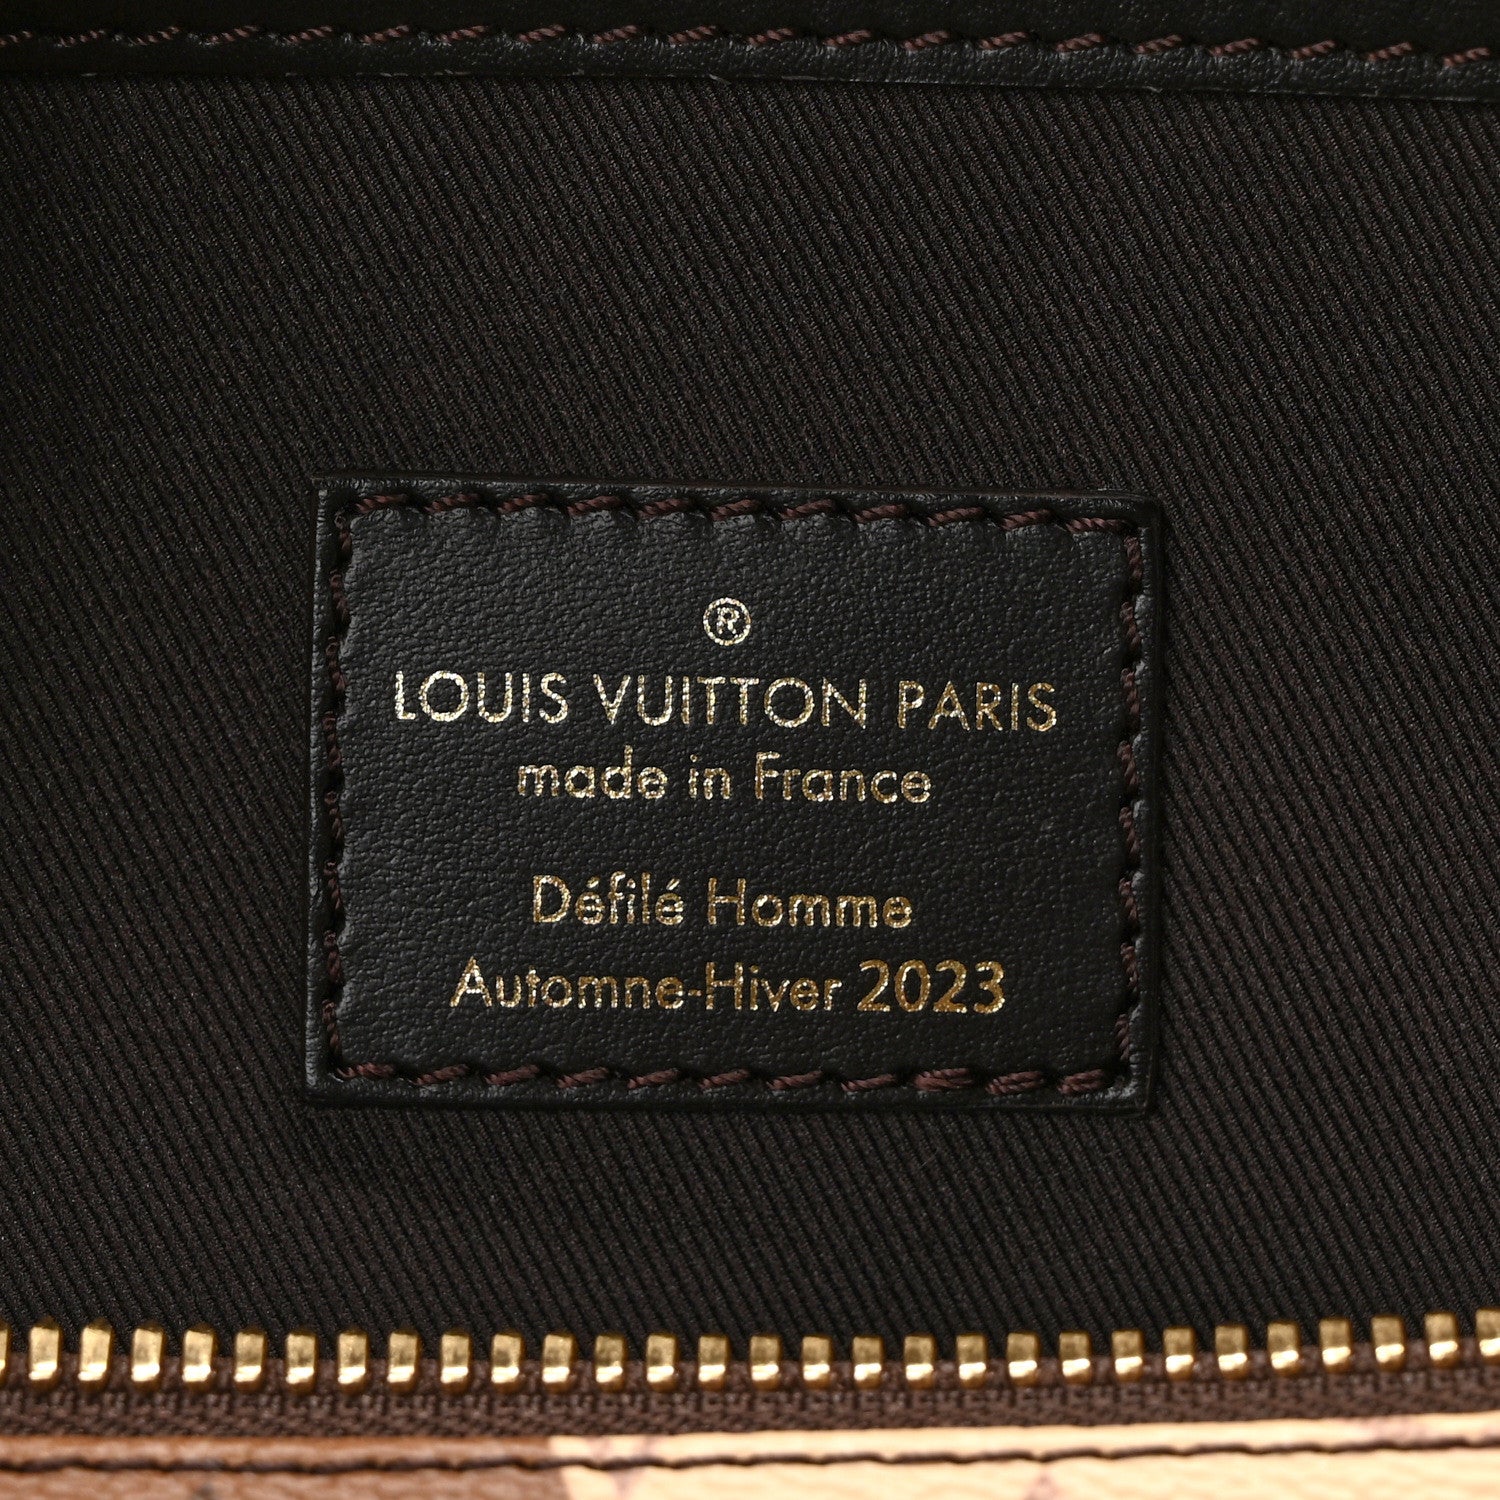 ®
LOUIS VUITTON PARIS
made in France
Défilé Homme
Automne-Hiver 2023